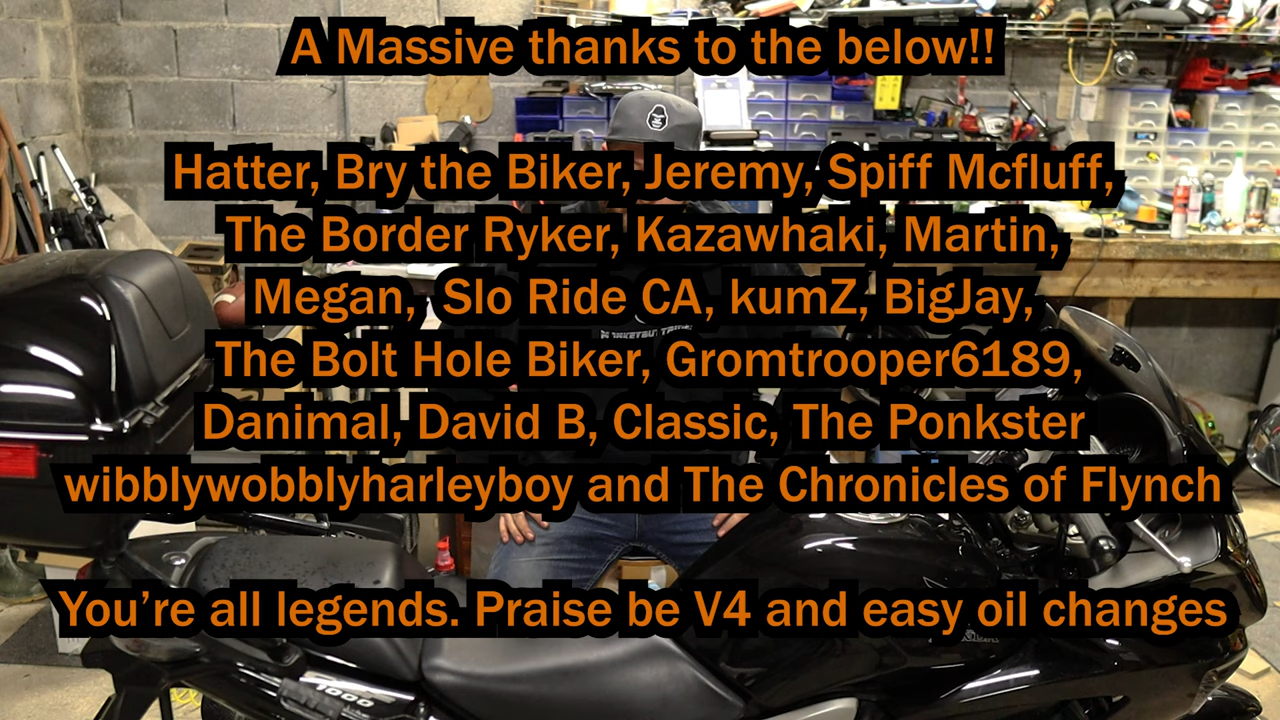 A Massive thanks to the below!!
Hatter, Bry the Biker, Jeremy, Spiff Mcfluff,
The Border Ryker, Kazawhaki, Martin,
Megan, Slo Ride CA, kumZ, BigJay,
The Bolt Hole Biker, Gromtrooper6189,
Danimal, David B, Classic, The Ponkster
wibblywobblyharleyboy and The Chronicles of Flynch
You're all legends. Praise be V4 and easy oil changes
1000